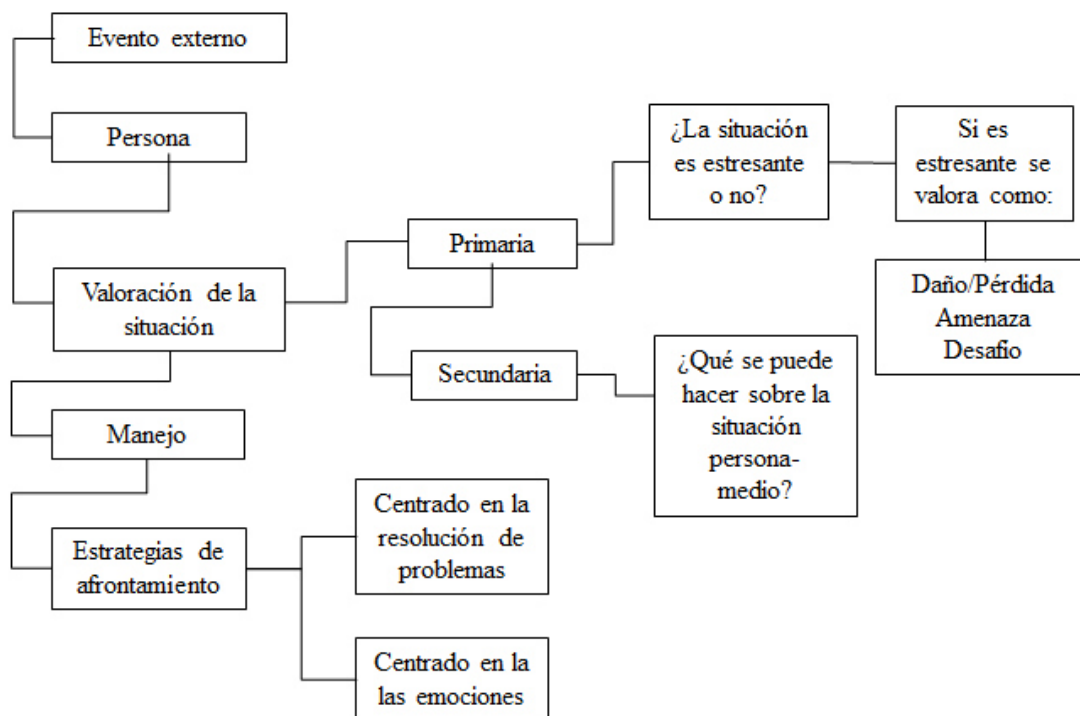 Evento externo
Persona
Valoración de la
situación
Manejo
Estrategias de
afrontamiento
Primaria
Secundaria
¿La situación
es estresante
o no?
Si es
estresante se
valora como:
Daño/Pérdida
Amenaza
Desafío
¿Qué se puede
hacer sobre la
situación
persona-
medio?
Centrado en la
resolución de
problemas
Centrado en la
las emociones